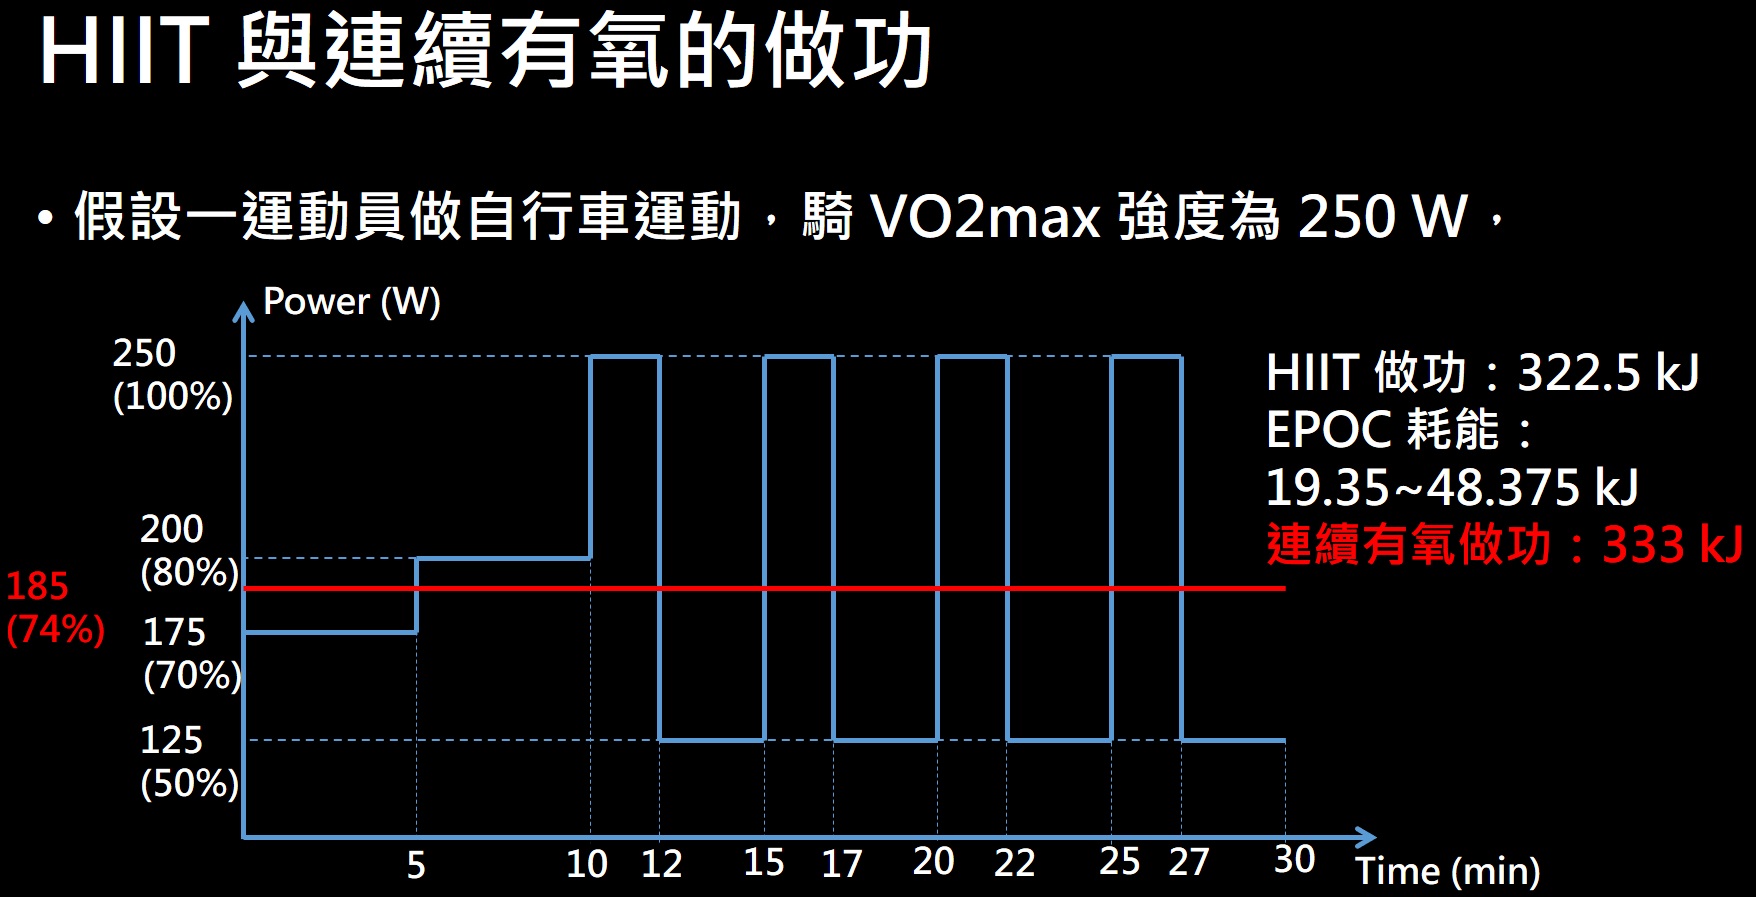 HIIT 與連續有氧的做功
• 假設一運動員做自行車運動，騎 VO2max 強度為 250 W，
Power (W)
250
(100%)
200
(80%)
185
(74%)
175
(70%)
125
(50%)
HIIT 做功：322.5 kJ
EPOC 耗能：
19.35~48.375 kJ
連續有氧做功：333 kJ
5 10 12 15 17 20 22 25 27 30
Time (min)